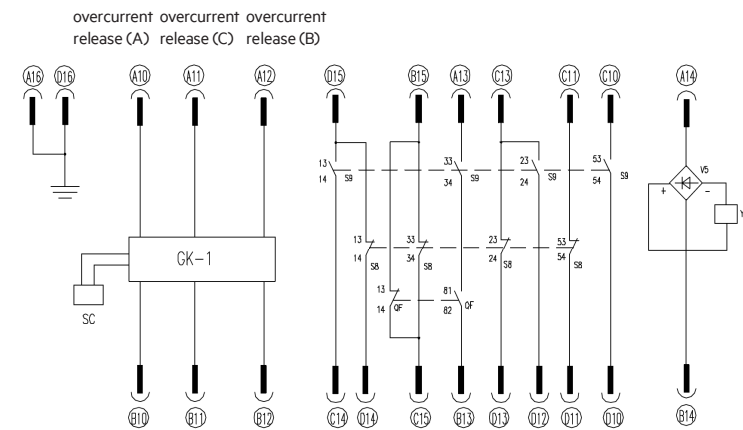 overcurrent overcurrent overcurrent
release (A) release (C) release (B)
A16 D16 A10 A11 A12 D15 B15 A13 C13 C11 C10 A14
13 14 S9
33 34 S9
23 24 S9
53 54 S9
V5
+ -
Y
GK-1
SC
13 14 S8
33 34 S8
23 24 S8
53 54 S8
13 14 QF
81 82 QF
B10 B11 B12 C14 D14 C15 B13 D13 D12 D11 D10 B14